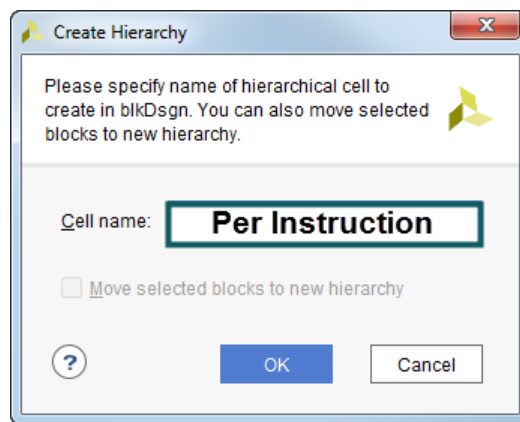 Create Hierarchy
Please specify name of hierarchical cell to
create in blkDsgn. You can also move selected
blocks to new hierarchy.
Cell name: Per Instruction
Move selected blocks to new hierarchy
? OK Cancel